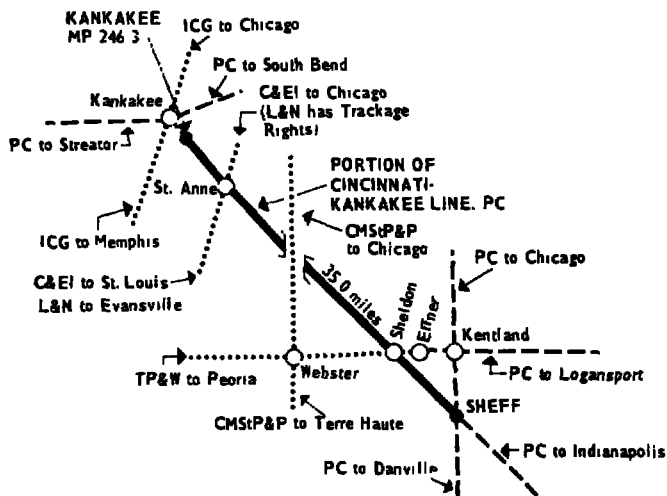 KANKAKEE
MP 246 3
ICG to Chicago
PC to South Bend
Kankakee
C&EI to Chicago
(L&N has Trackage
Rights)
PC to Streator
St. Anne
PORTION OF
CINCINNATI-
KANKAKEE LINE, PC
ICG to Memphis
CMStP&P
to Chicago
C&EI to St. Louis
L&N to Evansville
35 0 miles
PC to Chicago
Sheldon
Effner
Kentland
TP&W to Peoria
Webster
PC to Logansport
SHEFF
CMStP&P to Terre Haute
PC to Indianapolis
PC to Danville